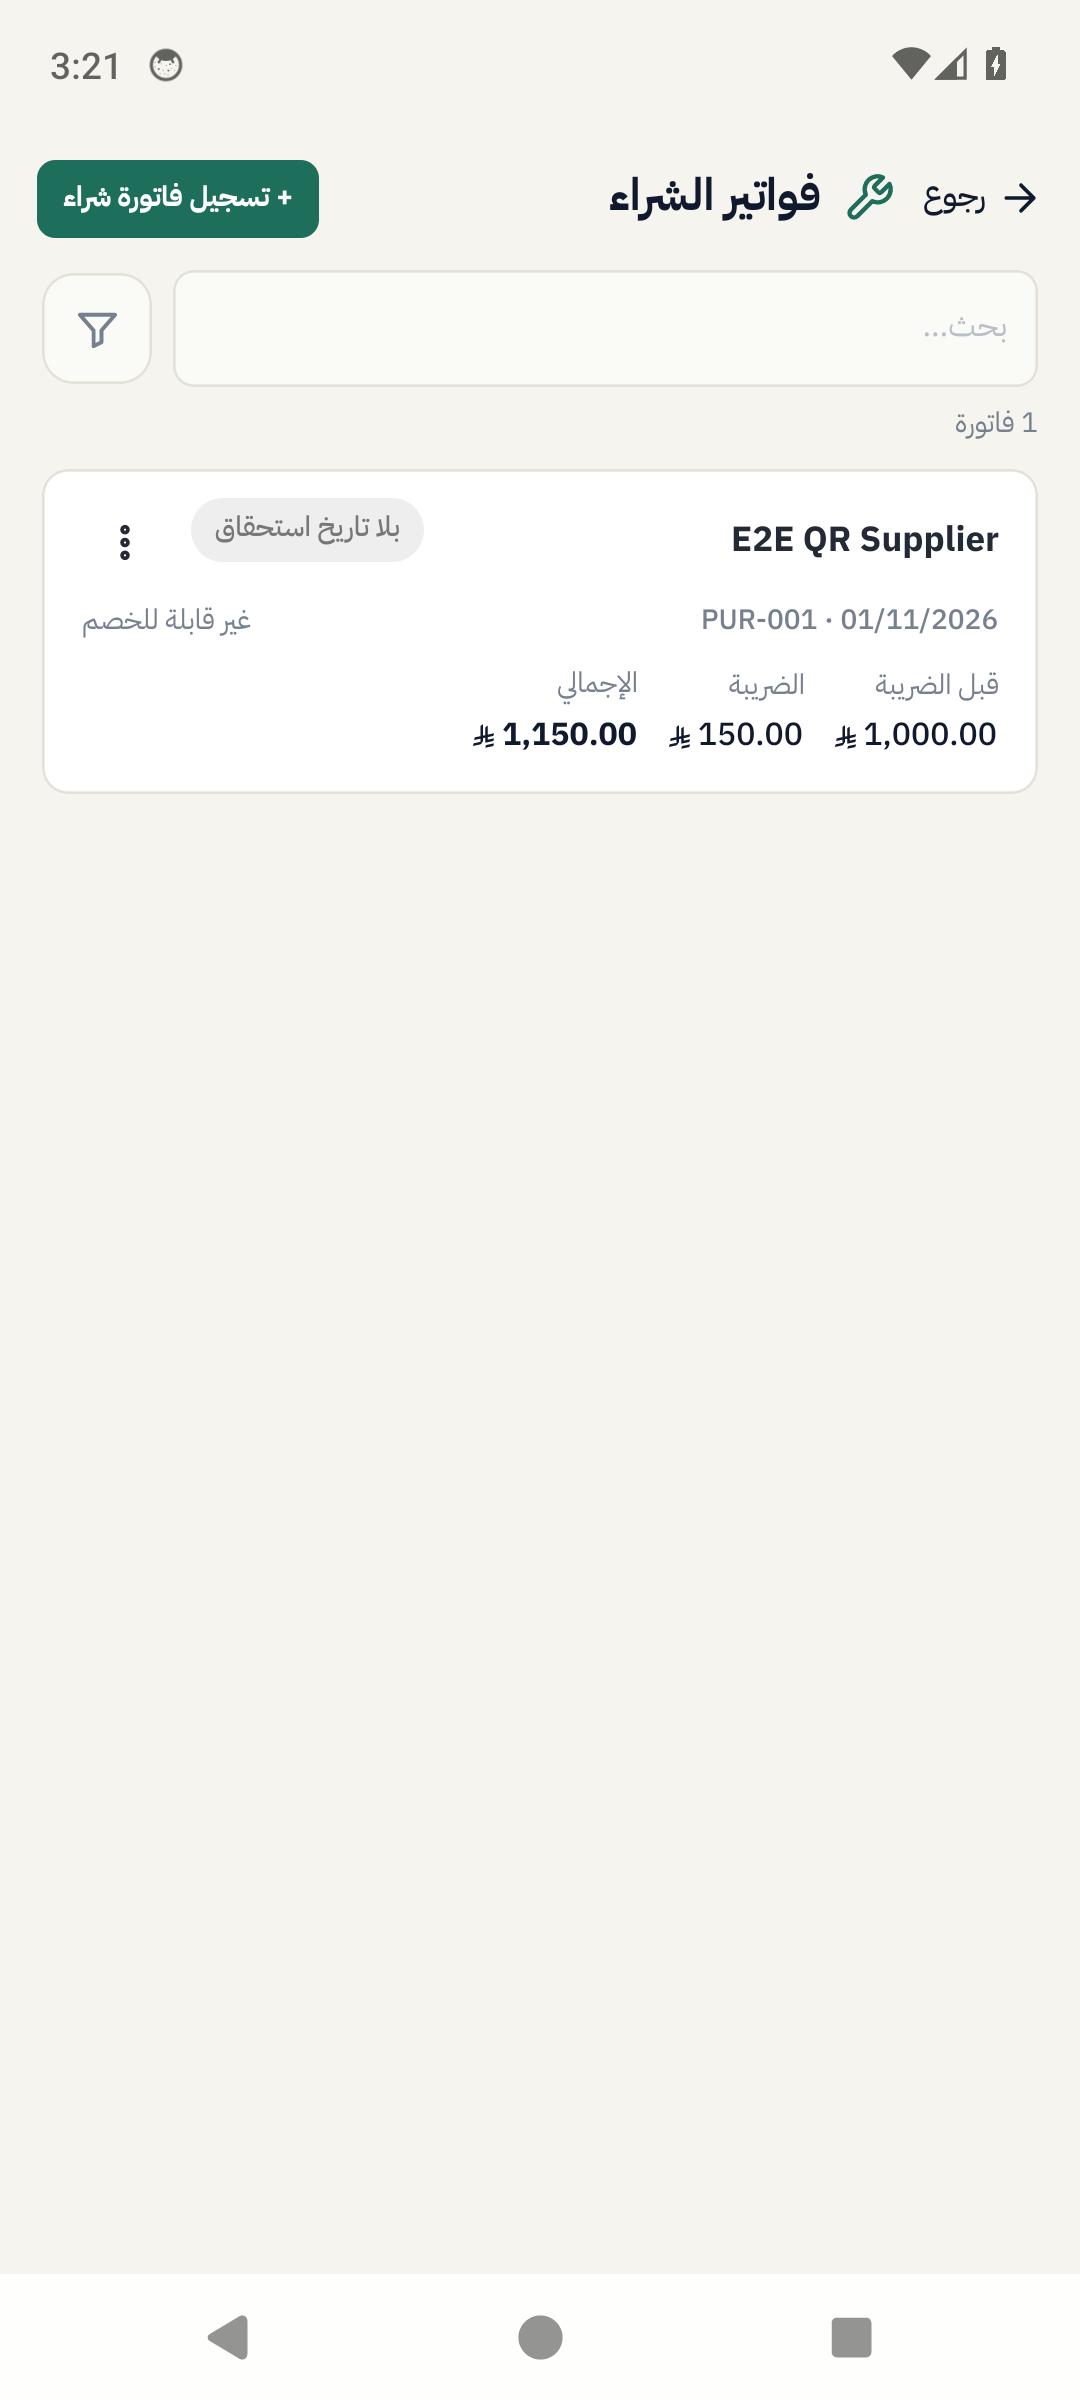 3:21
رجوع
فواتير الشراء
+ تسجيل فاتورة شراء
بحث...
1 فاتورة
E2E QR Supplier
بلا تاريخ استحقاق
PUR-001 · 01/11/2026
غير قابلة للخصم
قبل الضريبة الضريبة الإجمالي
1,000.00 150.00 1,150.00